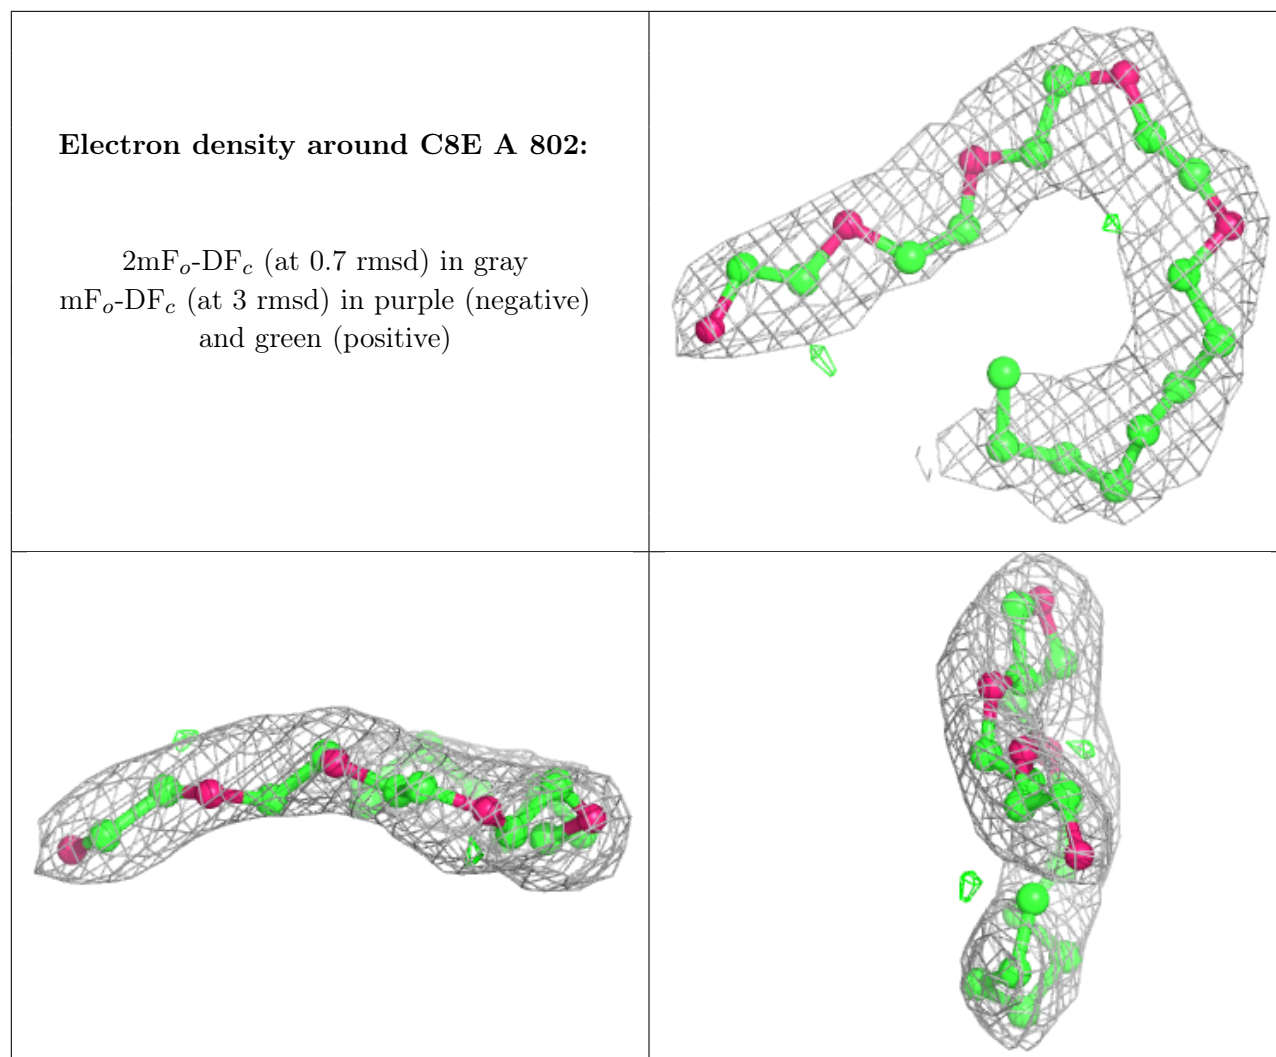 Electron density around C8E A 802:
2mFₒ-DF𝒸 (at 0.7 rmsd) in gray
mFₒ-DF𝒸 (at 3 rmsd) in purple (negative)
and green (positive)